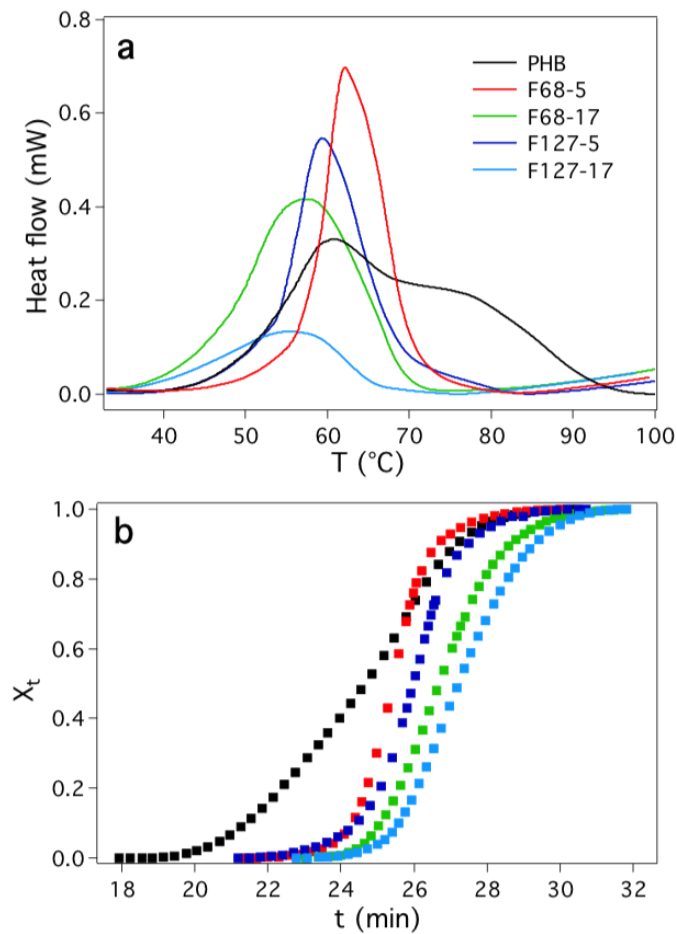 a
0.8
0.6
0.4
0.2
0.0
Heat flow (mW)
PHB
F68-5
F68-17
F127-5
F127-17
40 50 60 70 80 90 100
T (°C)
b
1.0
0.8
0.6
0.4
0.2
0.0
Xt
18 20 22 24 26 28 30 32
t (min)